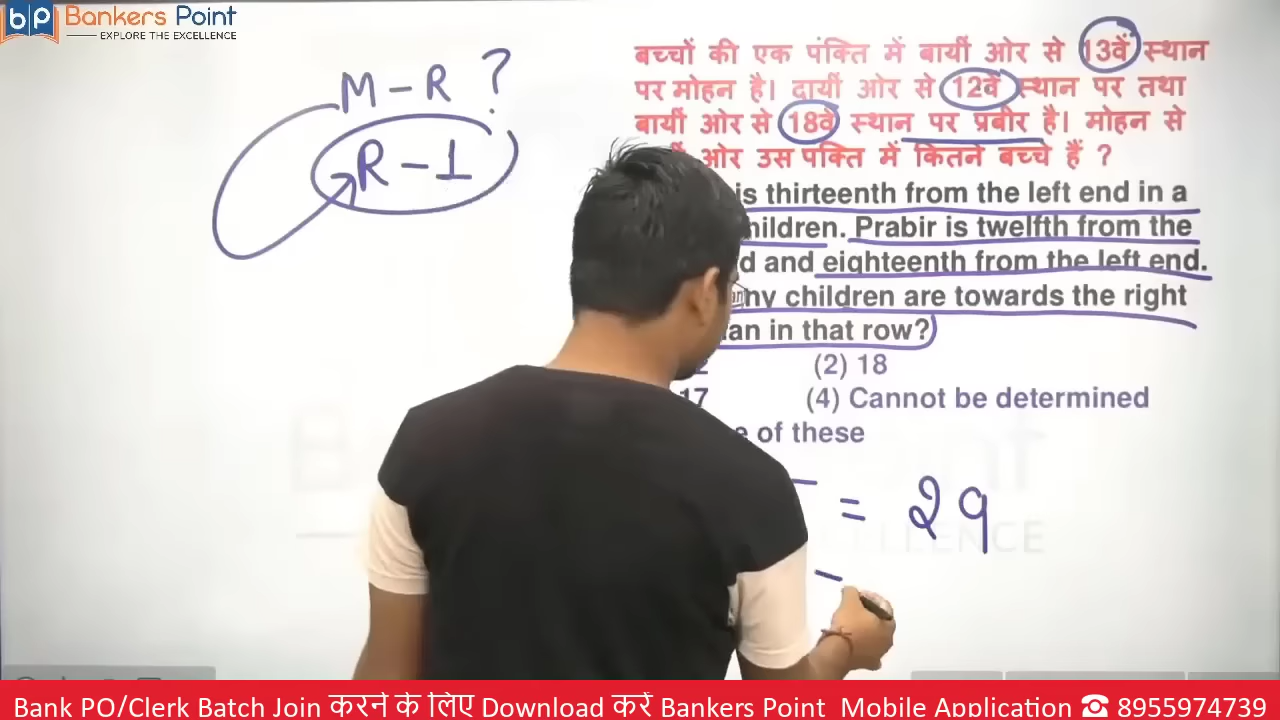 bp Bankers Point
EXPLORE THE EXCELLENCE
M - R ?
R - 1
बच्चों की एक पंक्ति में बायीं ओर से 13वें स्थान
पर मोहन है। दायीं ओर से 12वें स्थान पर तथा
बायीं ओर से 18वें स्थान पर प्रबीर है। मोहन से
ओर उस पंक्ति में कितने बच्चे हैं ?
is thirteenth from the left end in a
Prabir is twelfth from the
and eighteenth from the left end.
children are towards the right
in that row?
(2) 18
17
(4) Cannot be determined
of these
= 29
Bank PO/Clerk Batch Join करने के लिए Download करें Bankers Point Mobile Application ☎ 8955974739